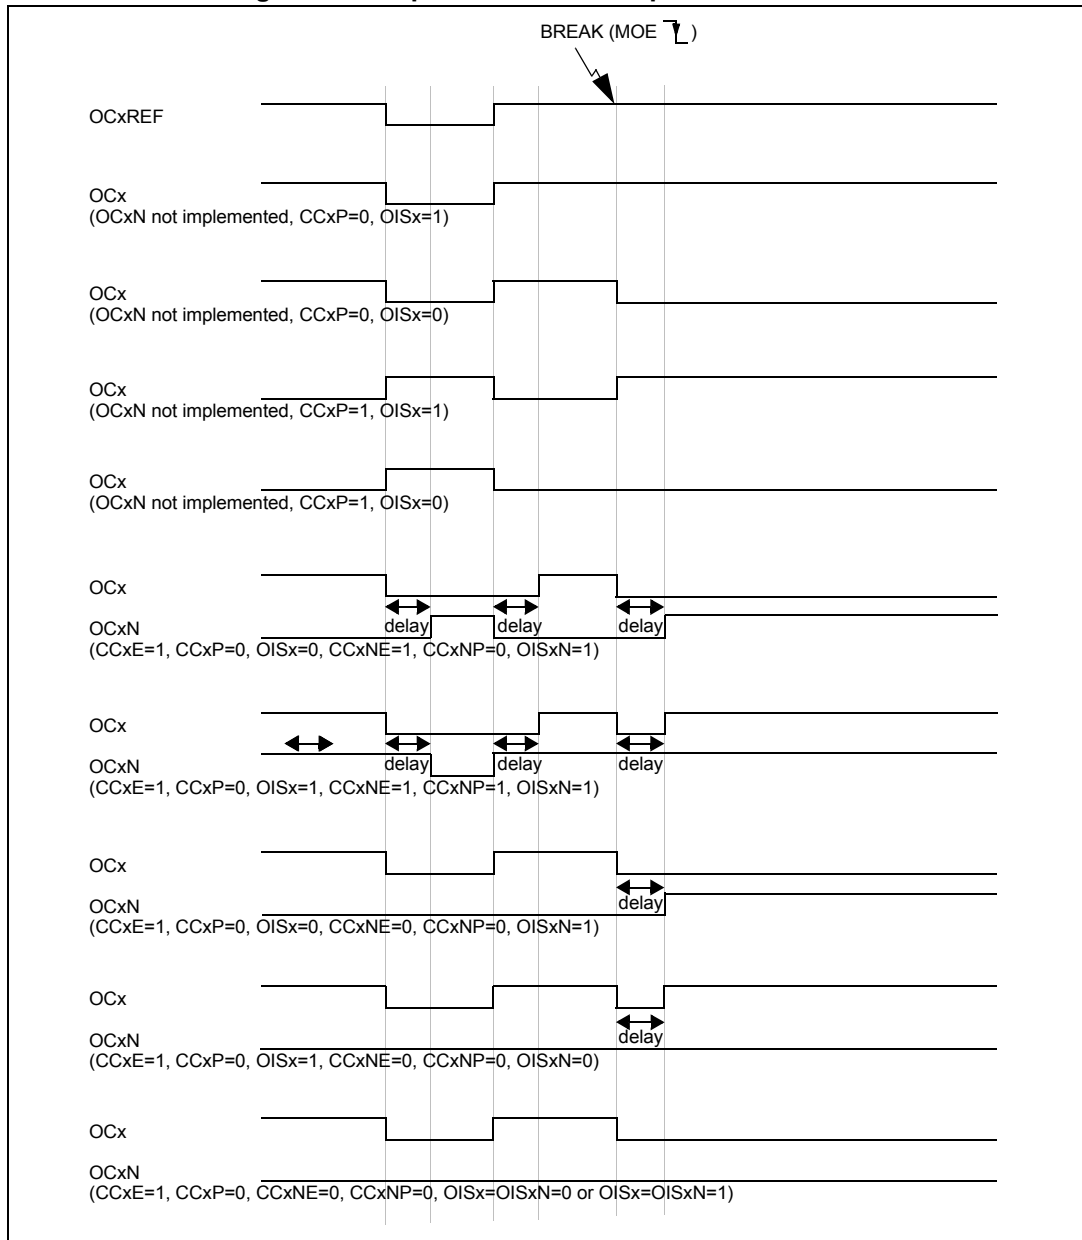 BREAK (MOE )
OCxREF
OCx
(OCxN not implemented, CCxP=0, OISx=1)
OCx
(OCxN not implemented, CCxP=0, OISx=0)
OCx
(OCxN not implemented, CCxP=1, OISx=1)
OCx
(OCxN not implemented, CCxP=1, OISx=0)
OCx
delay delay delay
OCxN
(CCxE=1, CCxP=0, OISx=0, CCxNE=1, CCxNP=0, OISxN=1)
OCx
delay delay delay
OCxN
(CCxE=1, CCxP=0, OISx=1, CCxNE=1, CCxNP=1, OISxN=1)
OCx
delay
OCxN
(CCxE=1, CCxP=0, OISx=0, CCxNE=0, CCxNP=0, OISxN=1)
OCx
delay
OCxN
(CCxE=1, CCxP=0, OISx=1, CCxNE=0, CCxNP=0, OISxN=0)
OCx
OCxN
(CCxE=1, CCxP=0, CCxNE=0, CCxNP=0, OISx=OISxN=0 or OISx=OISxN=1)